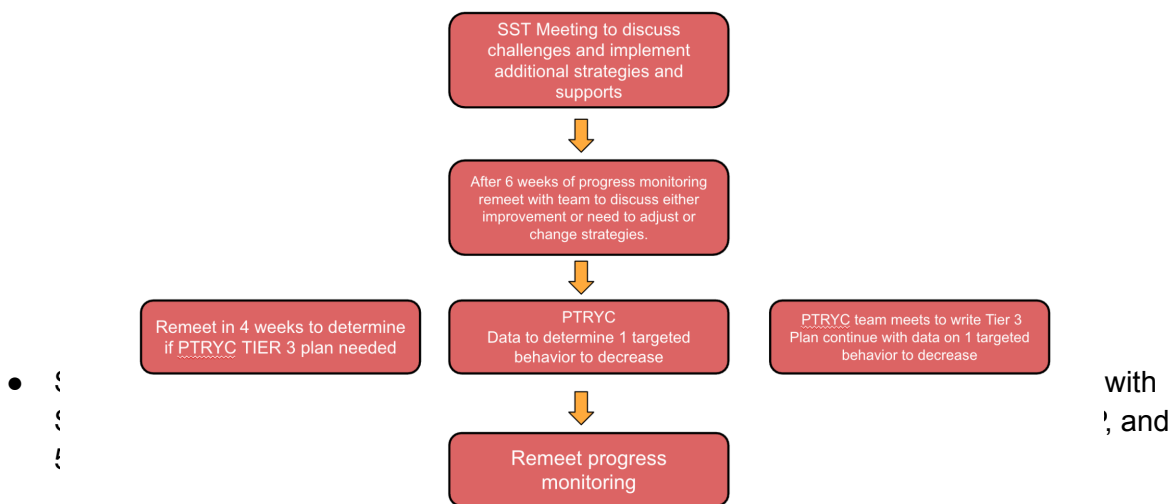 SST Meeting to discuss
challenges and implement
additional strategies and
supports
After 6 weeks of progress monitoring
remeet with team to discuss either
improvement or need to adjust or
change strategies.
Remeet in 4 weeks to determine
if PTRYC TIER 3 plan needed
PTRYC
Data to determine 1 targeted
behavior to decrease
PTRYC team meets to write Tier 3
Plan continue with data on 1 targeted
behavior to decrease
with
, and
Remeet progress
monitoring